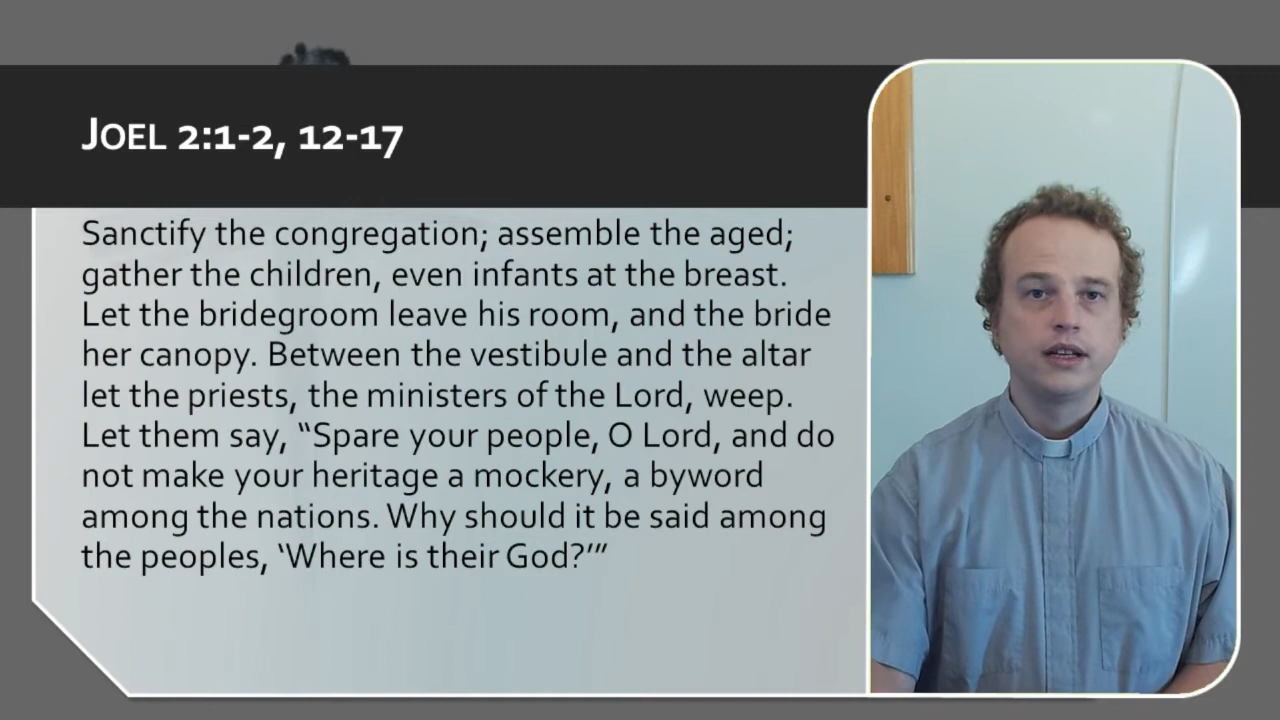 JOEL 2:1-2, 12-17
Sanctify the congregation; assemble the aged;
gather the children, even infants at the breast.
Let the bridegroom leave his room, and the bride
her canopy. Between the vestibule and the altar
let the priests, the ministers of the Lord, weep.
Let them say, “Spare your people, O Lord, and do
not make your heritage a mockery, a byword
among the nations. Why should it be said among
the peoples, ‘Where is their God?’”